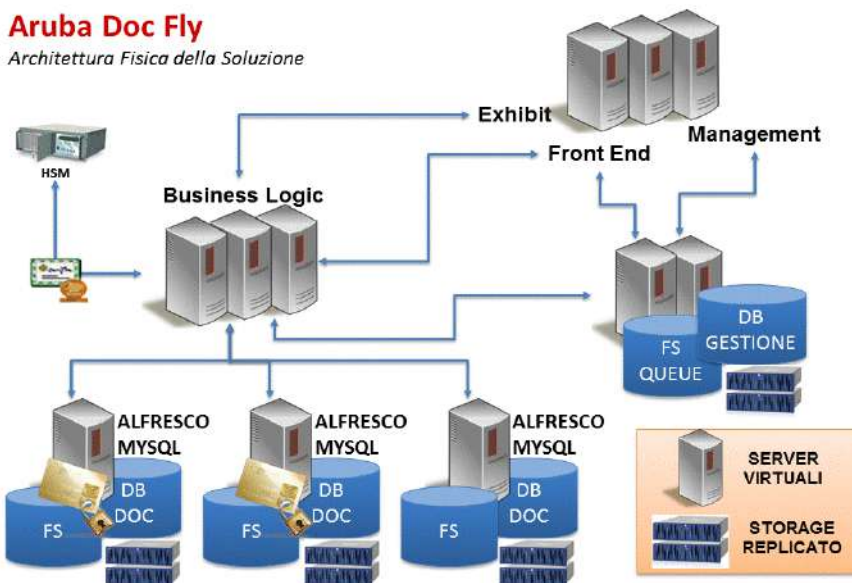 Aruba Doc Fly
Architettura Fisica della Soluzione
Exhibit
Management
Front End
HSM
Business Logic
DB
GESTIONE
FS
QUEUE
ALFRESCO
MYSQL
ALFRESCO
MYSQL
ALFRESCO
MYSQL
DB
DOC
FS
DB
DOC
FS
DB
DOC
FS
SERVER
VIRTUALI
STORAGE
REPLICATO